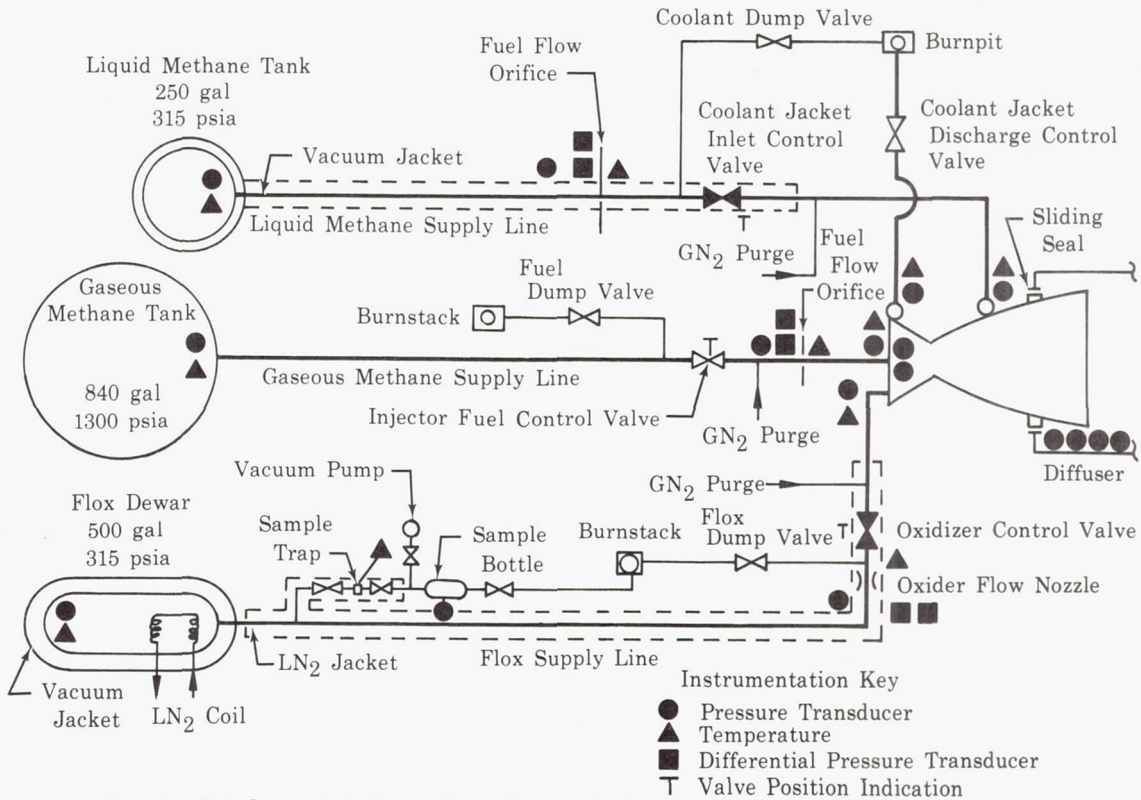 Coolant Dump Valve
Burnpit
Fuel Flow
Orifice
Liquid Methane Tank
250 gal
315 psia
Coolant Jacket
Inlet Control
Valve
Coolant Jacket
Discharge Control
Valve
Vacuum Jacket
Liquid Methane Supply Line
Sliding
Seal
GN2 Purge
Fuel
Flow
Orifice
Gaseous
Methane Tank
840 gal
1300 psia
Fuel
Dump Valve
Burnstack
Gaseous Methane Supply Line
Injector Fuel Control Valve
GN2 Purge
Diffuser
Vacuum Pump
GN2 Purge
Flox Dewar
500 gal
315 psia
Sample
Trap
Sample
Bottle
Burnstack
Flox
Dump Valve
Oxidizer Control Valve
Oxider Flow Nozzle
LN2 Jacket
Flox Supply Line
Vacuum
Jacket
LN2 Coil
Instrumentation Key
Pressure Transducer
Temperature
Differential Pressure Transducer
Valve Position Indication